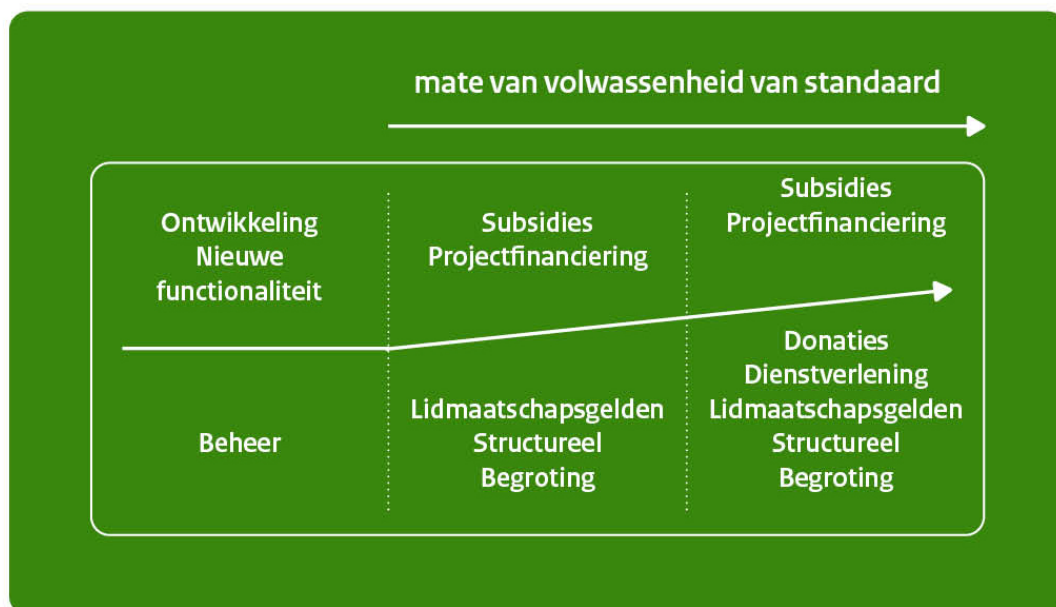 mate van volwassenheid van standaard
Ontwikkeling
Nieuwe
functionaliteit
Beheer
Subsidies
Projectfinanciering
Lidmaatschapsgelden
Structureel
Begroting
Subsidies
Projectfinanciering
Donaties
Dienstverlening
Lidmaatschapsgelden
Structureel
Begroting